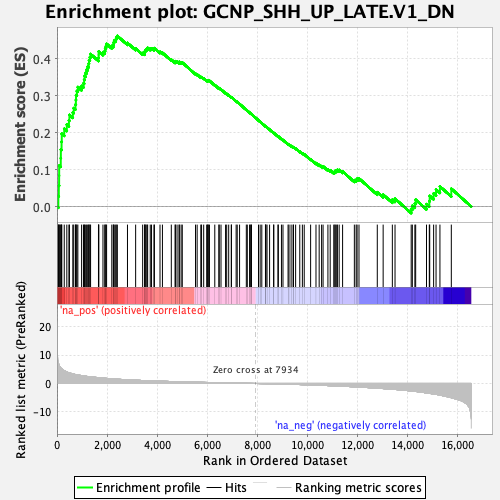 Enrichment plot: GCNP_SHH_UP_LATE.V1_DN
Enrichment score (ES)
0.4
0.3
0.2
0.1
0.0
'na_pos' (positively correlated)
Ranked list metric (PreRanked)
20
10
0
-10
Zero cross at 7934
'na_neg' (negatively correlated)
0
2,000
4,000
6,000
8,000
10,000
12,000
14,000
16,000
Rank in Ordered Dataset
Enrichment profile
Hits
Ranking metric scores